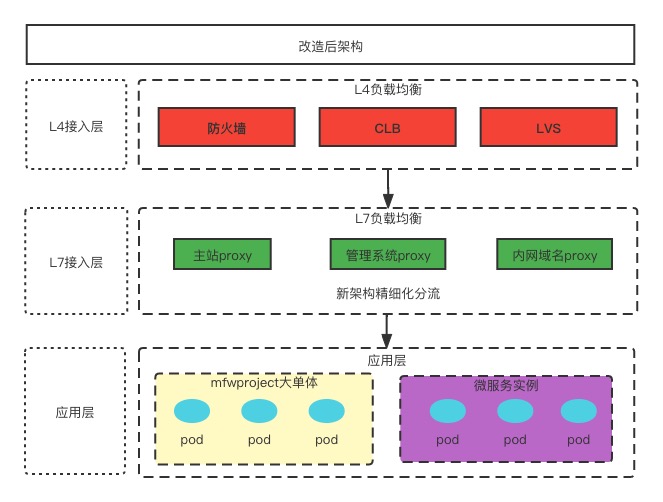 改造后架构
L4接入层
L4负载均衡
防火墙
CLB
LVS
L7接入层
L7负载均衡
主站proxy
管理系统proxy
内网域名proxy
新架构精细化分流
应用层
应用层
mfwproject大单体
pod
pod
pod
微服务实例
pod
pod
pod